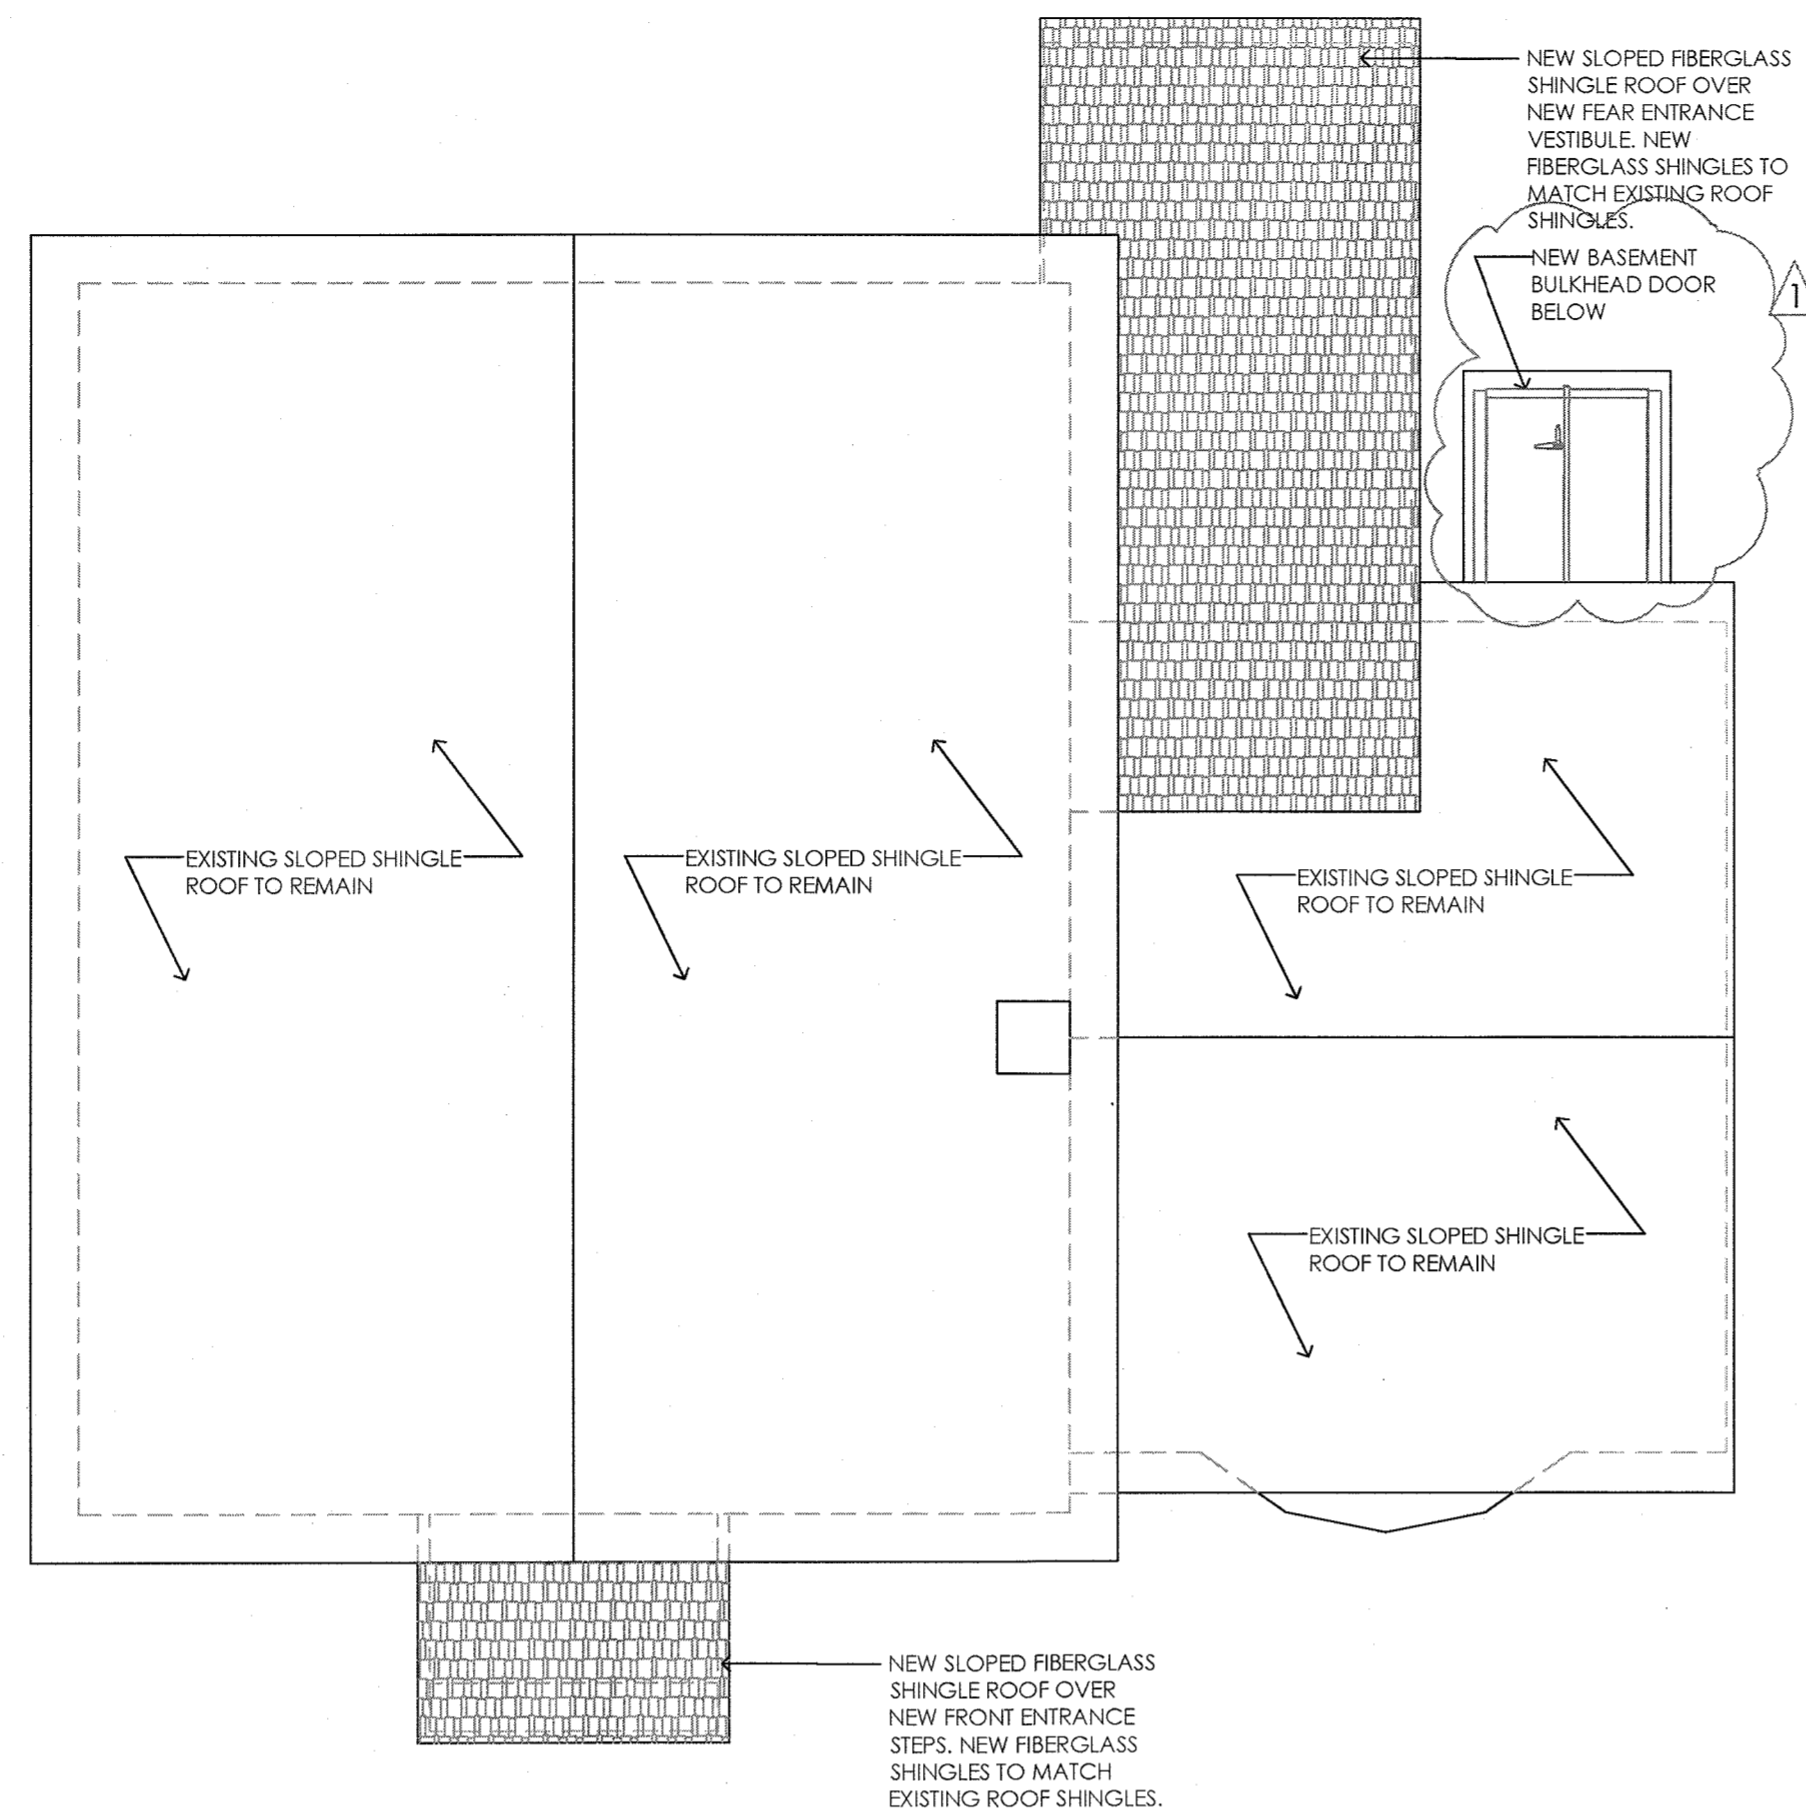 NEW SLOPED FIBERGLASS
SHINGLE ROOF OVER
NEW FEAR ENTRANCE
VESTIBULE. NEW
FIBERGLASS SHINGLES TO
MATCH EXISTING ROOF
SHINGLES.
NEW BASEMENT
BULKHEAD DOOR
BELOW
1
EXISTING SLOPED SHINGLE
ROOF TO REMAIN
EXISTING SLOPED SHINGLE
ROOF TO REMAIN
EXISTING SLOPED SHINGLE
ROOF TO REMAIN
EXISTING SLOPED SHINGLE
ROOF TO REMAIN
NEW SLOPED FIBERGLASS
SHINGLE ROOF OVER
NEW FRONT ENTRANCE
STEPS. NEW FIBERGLASS
SHINGLES TO MATCH
EXISTING ROOF SHINGLES.